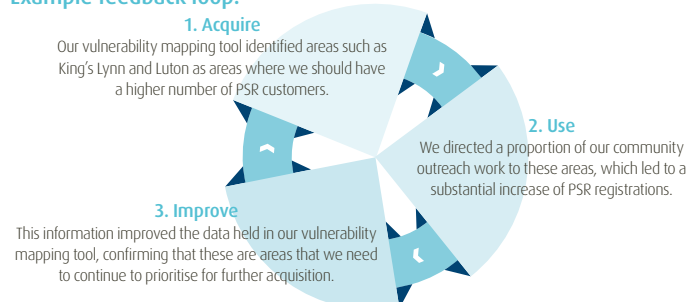 Example feedback loop:
1. Acquire
Our vulnerability mapping tool identified areas such as
King's Lynn and Luton as areas where we should have
a higher number of PSR customers.
2. Use
We directed a proportion of our community
outreach work to these areas, which led to a
substantial increase of PSR registrations.
3. Improve
This information improved the data held in our vulnerability
mapping tool, confirming that these are areas that we need
to continue to prioritise for further acquisition.